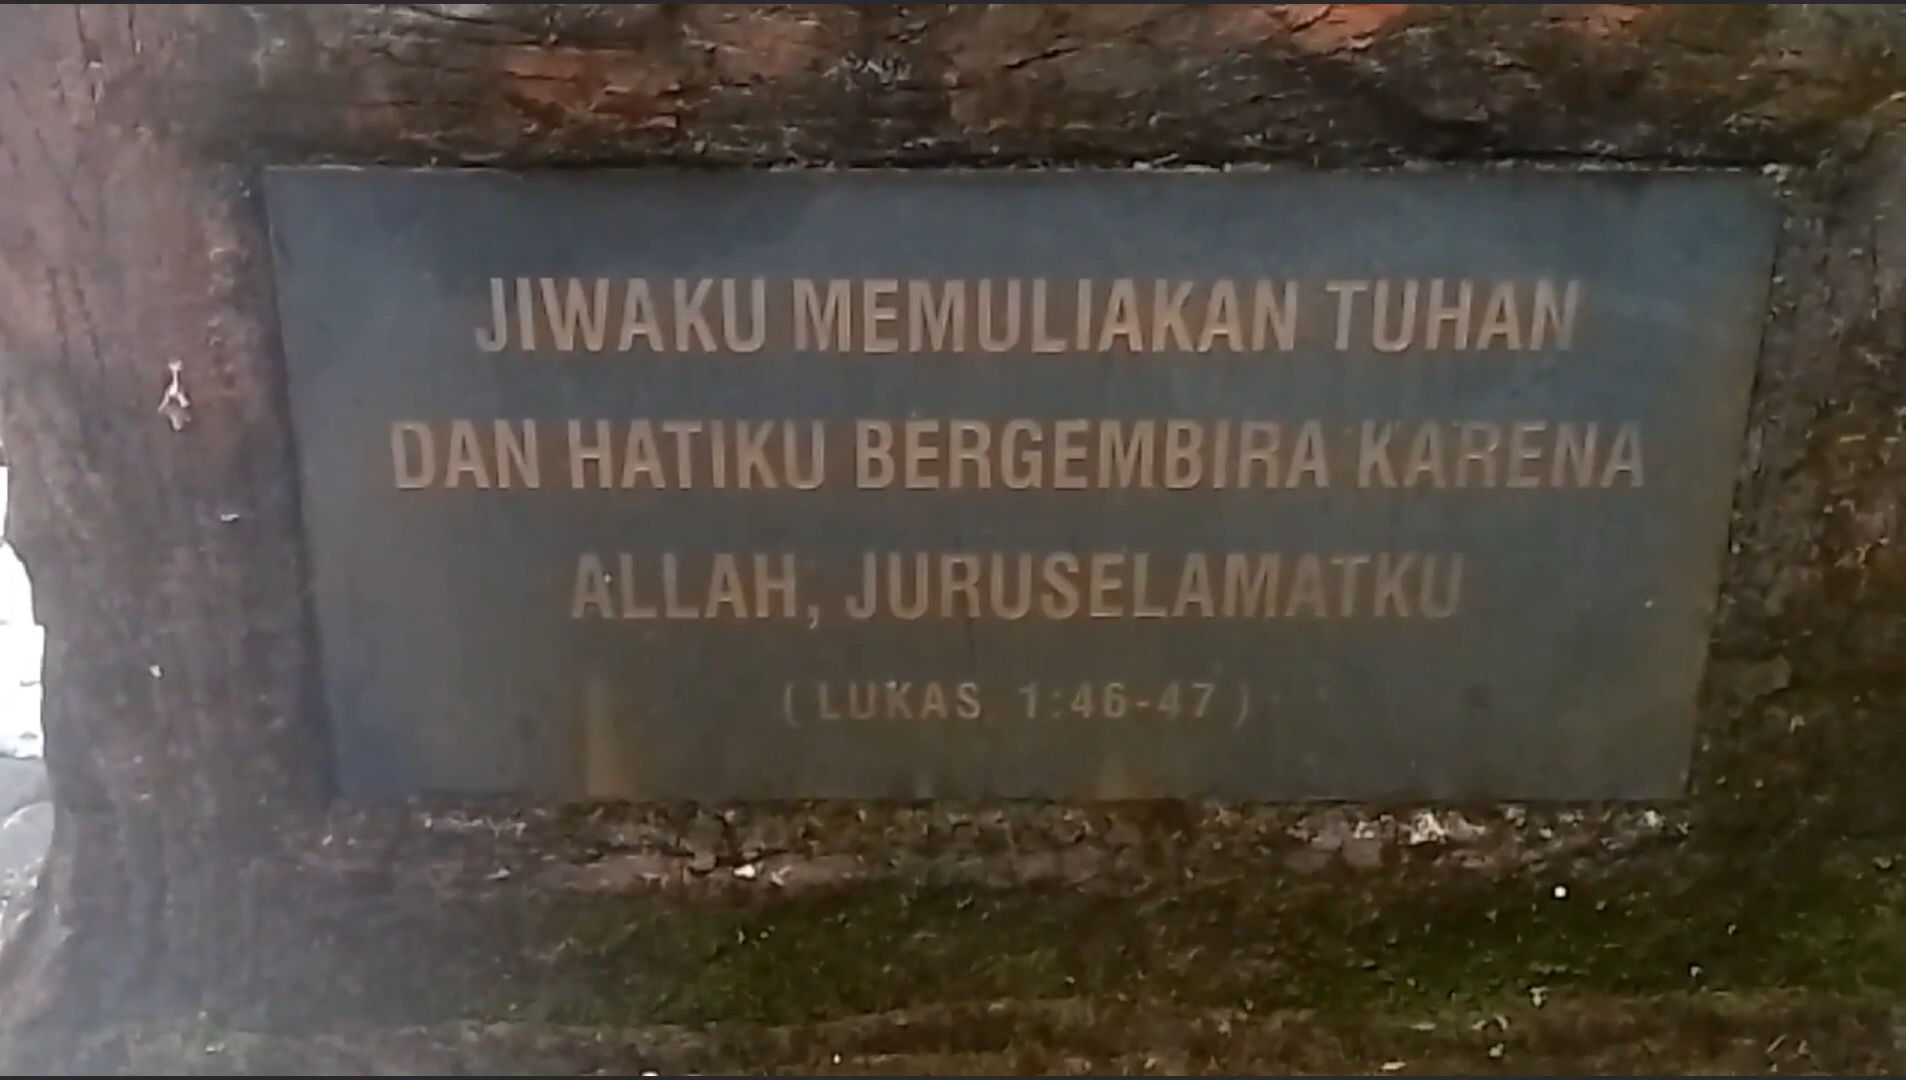 JIWAKU MEMULIAKAN TUHAN
DAN HATIKU BERGEMBIRA KARENA
ALLAH, JURUSELAMATKU
( LUKAS 1:46-47 )